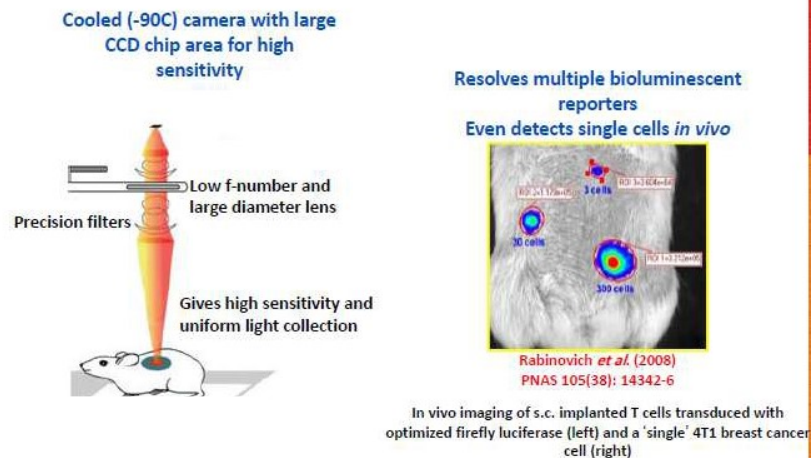 Cooled (-90C) camera with large
CCD chip area for high
sensitivity
Low f-number and
large diameter lens
Precision filters
Gives high sensitivity and
uniform light collection
Resolves multiple bioluminescent
reporters
Even detects single cells in vivo
3 cells
30 cells
300 cells
Rabinovich et al. (2008)
PNAS 105(38): 14342-6
In vivo imaging of s.c. implanted T cells transduced with
optimized firefly luciferase (left) and a ‘single’ 4T1 breast cancer
cell (right)